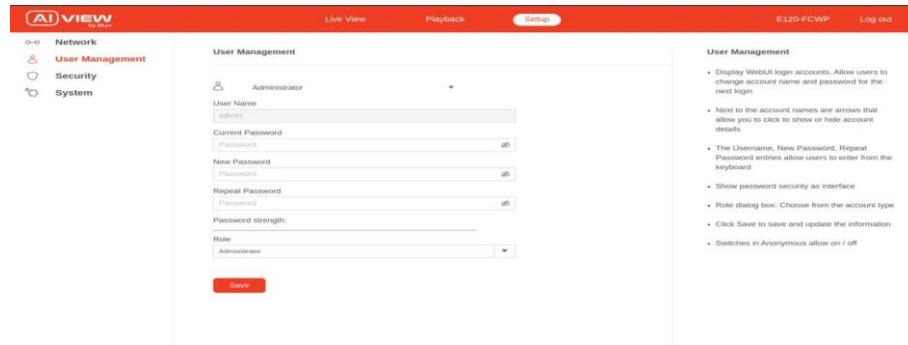 AI VIEW
Live View
Playback
Setup
E120-FCWP
Log out
Network
User Management
Security
System
User Management
Administrator
User Name
admin
Current Password
Password
New Password
Password
Repeat Password
Password
Password strength:
Role
Administrator
Save
User Management
• Display WebUI login accounts. Allow users to
change account name and password for the
next login
• Next to the account names are arrows that
allow you to click to show or hide account
details
• The Username, New Password, Repeat
Password entries allow users to enter from the
keyboard
• Show password security as interface
• Role dialog box: Choose from the account type
• Click Save to save and update the information
• Switches in Anonymous allow on / off